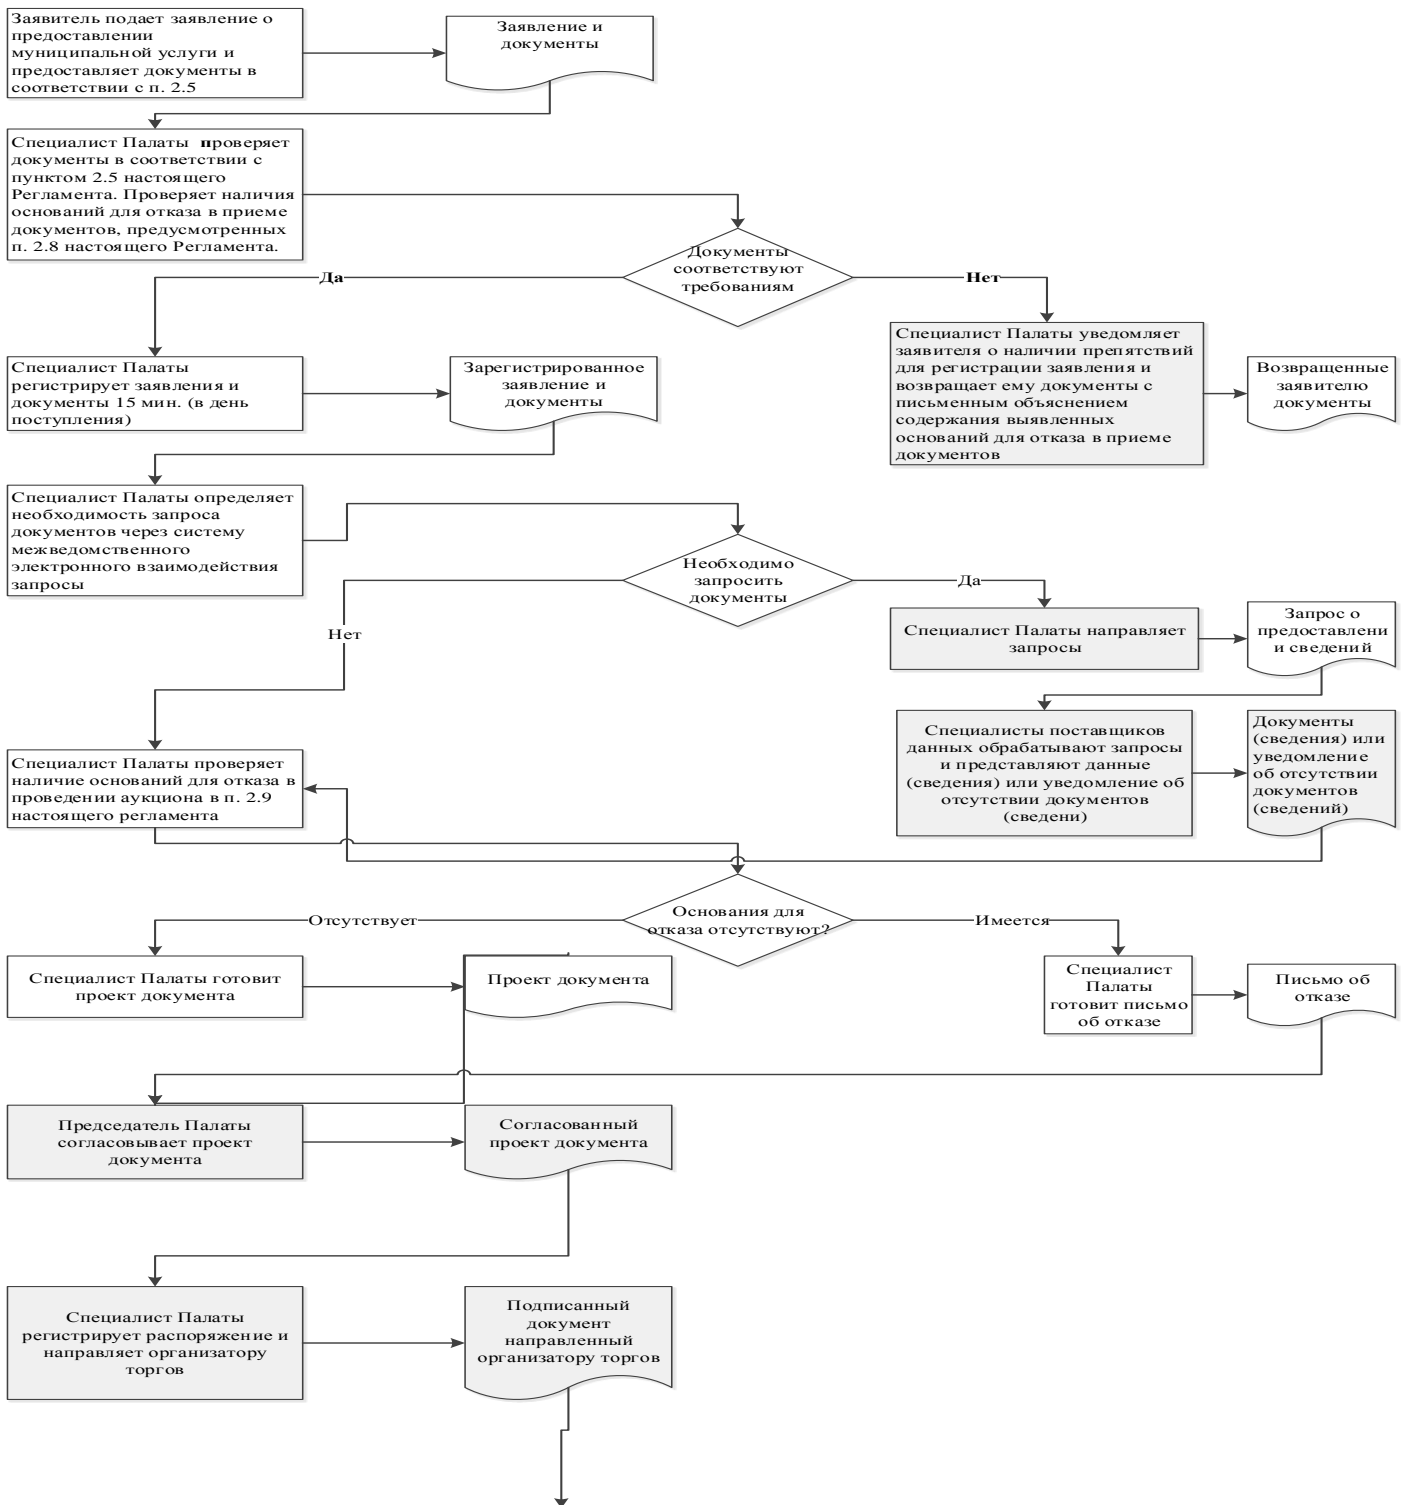 Заявитель подает заявление о
предоставлении
муниципальной услуги и
предоставляет документы в
соответствии с п. 2.5
Заявление и
документы
Специалист Палаты проверяет
документы в соответствии с
пунктом 2.5 настоящего
Регламента. Проверяет наличия
оснований для отказа в приеме
документов, предусмотренных
п. 2.8 настоящего Регламента.
Документы
соответствуют
требованиям
Да
Нет
Специалист Палаты
регистрирует заявления и
документы 15 мин. (в день
поступления)
Зарегистрированное
заявление и
документы
Специалист Палаты уведомляет
заявителя о наличии препятствий
для регистрации заявления и
возвращает ему документы с
письменным объяснением
содержания выявленных
оснований для отказа в приеме
документов
Возвращенные
заявителю
документы
Специалист Палаты определяет
необходимость запроса
документов через систему
межведомственного
электронного взаимодействия
запросы
Необходимо
запросить
документы
Да
Нет
Специалист Палаты направляет
запросы
Запрос о
предоставлени
и сведений
Специалисты поставщиков
данных обрабатывают запросы
и представляют данные
(сведения) или уведомление об
отсутствии документов
(сведени)
Документы
(сведения) или
уведомление
об отсутствии
документов
(сведений)
Специалист Палаты проверяет
наличие оснований для отказа в
проведении аукциона в п. 2.9
настоящего регламента
Основания для
отказа отсутствуют?
Отсутствует
Имеется
Специалист Палаты готовит
проект документа
Проект документа
Специалист
Палаты
готовит письмо
об отказе
Письмо об
отказе
Председатель Палаты
согласовывает проект
документа
Согласованный
проект документа
Специалист Палаты
регистрирует распоряжение и
направляет организатору
торгов
Подписанный
документ
направленный
организатору торгов